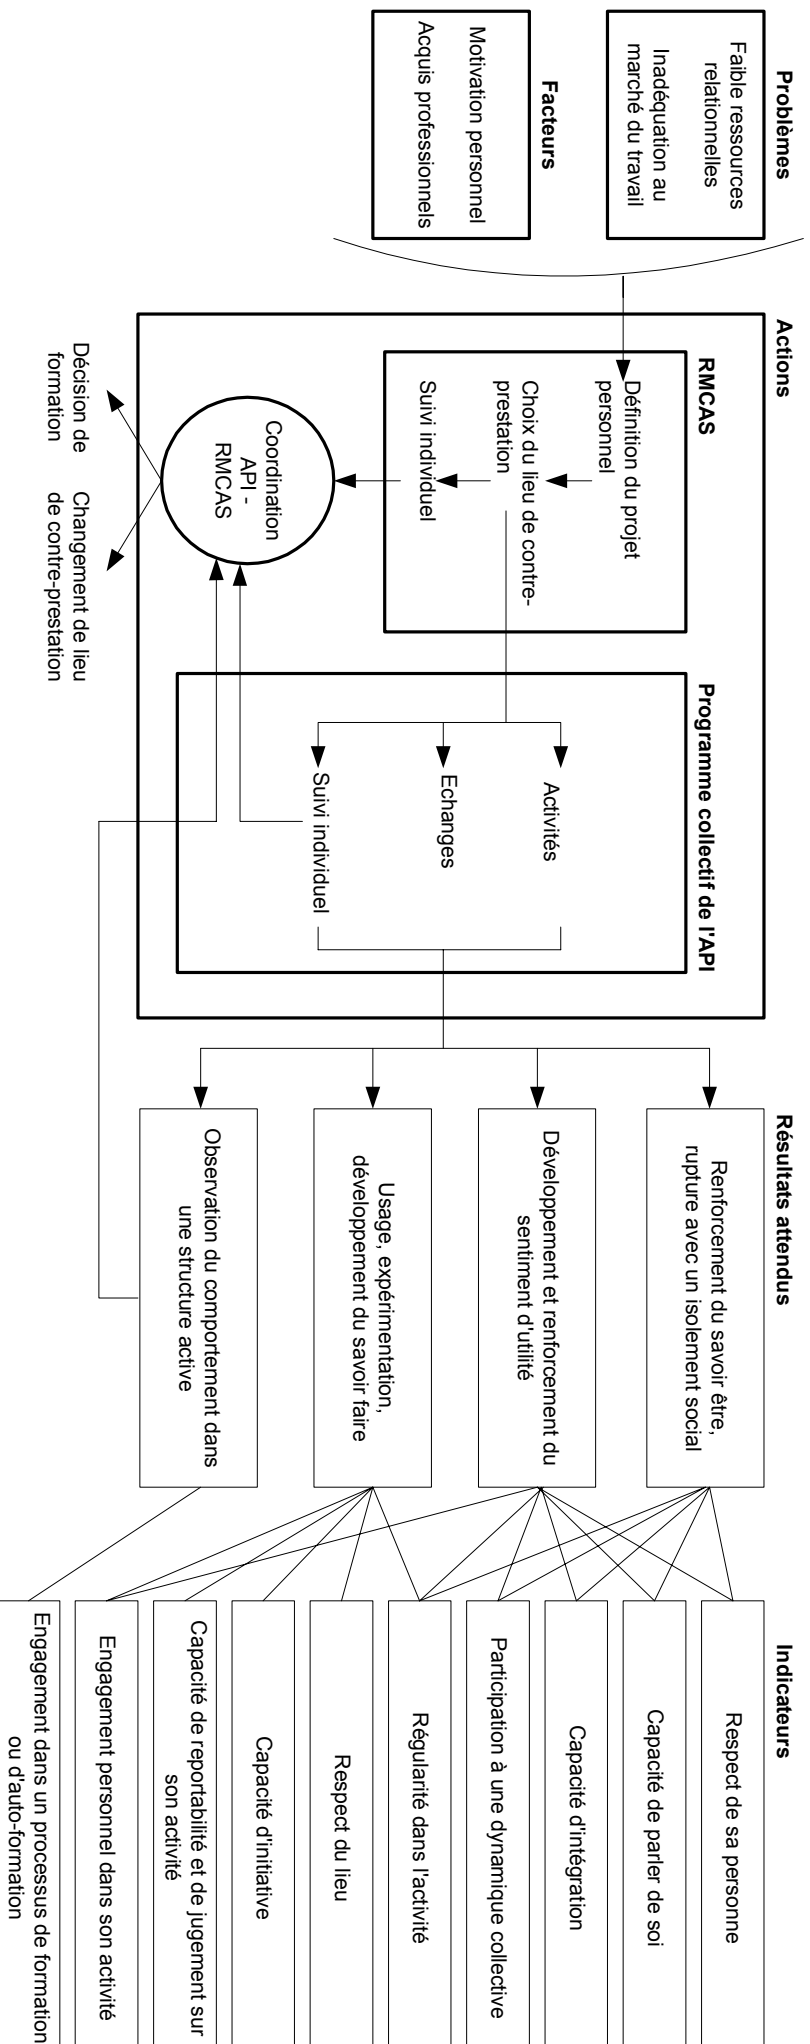 Problèmes
Faible ressources
relationnelles
Inadéquation au
marché du travail
Facteurs
Motivation personnel
Acquis professionnels
Actions
RMCAS
Définition du projet
personnel
Choix du lieu de contre-
prestation
Suivi individuel
Coordination
API -
RMCAS
Décision de
formation
Changement de lieu
de contre-prestation
Programme collectif de l'API
Activités
Echanges
Suivi individuel
Résultats attendus
Renforcement du savoir être,
rupture avec un isolement social
Développement et renforcement du
sentiment d'utilité
Usage, expérimentation,
développement du savoir faire
Observation du comportement dans
une structure active
Indicateurs
Respect de sa personne
Capacité de parler de soi
Capacité d'intégration
Participation à une dynamique collective
Régularité dans l'activité
Respect du lieu
Capacité d'initiative
Capacité de reportabilité et de jugement sur
son activité
Engagement personnel dans son activité
Engagement dans un processus de formation
ou d'auto-formation